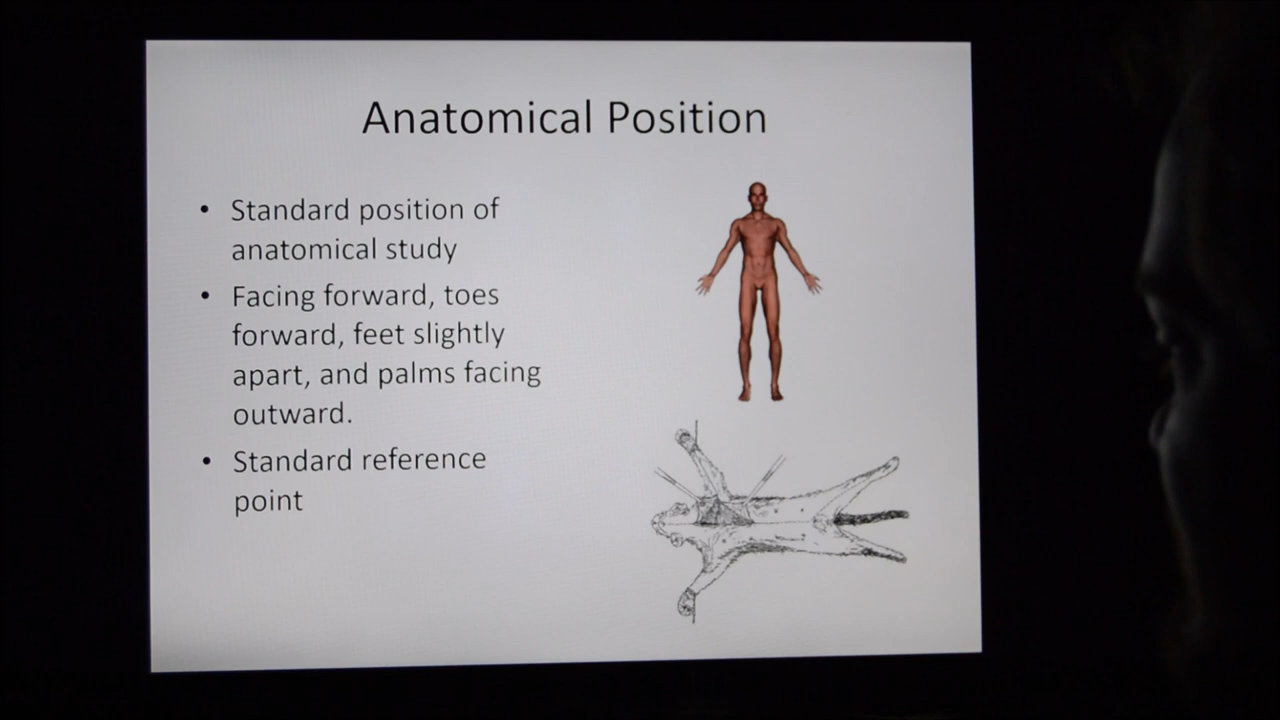 Anatomical Position
• Standard position of
anatomical study
• Facing forward, toes
forward, feet slightly
apart, and palms facing
outward.
• Standard reference
point